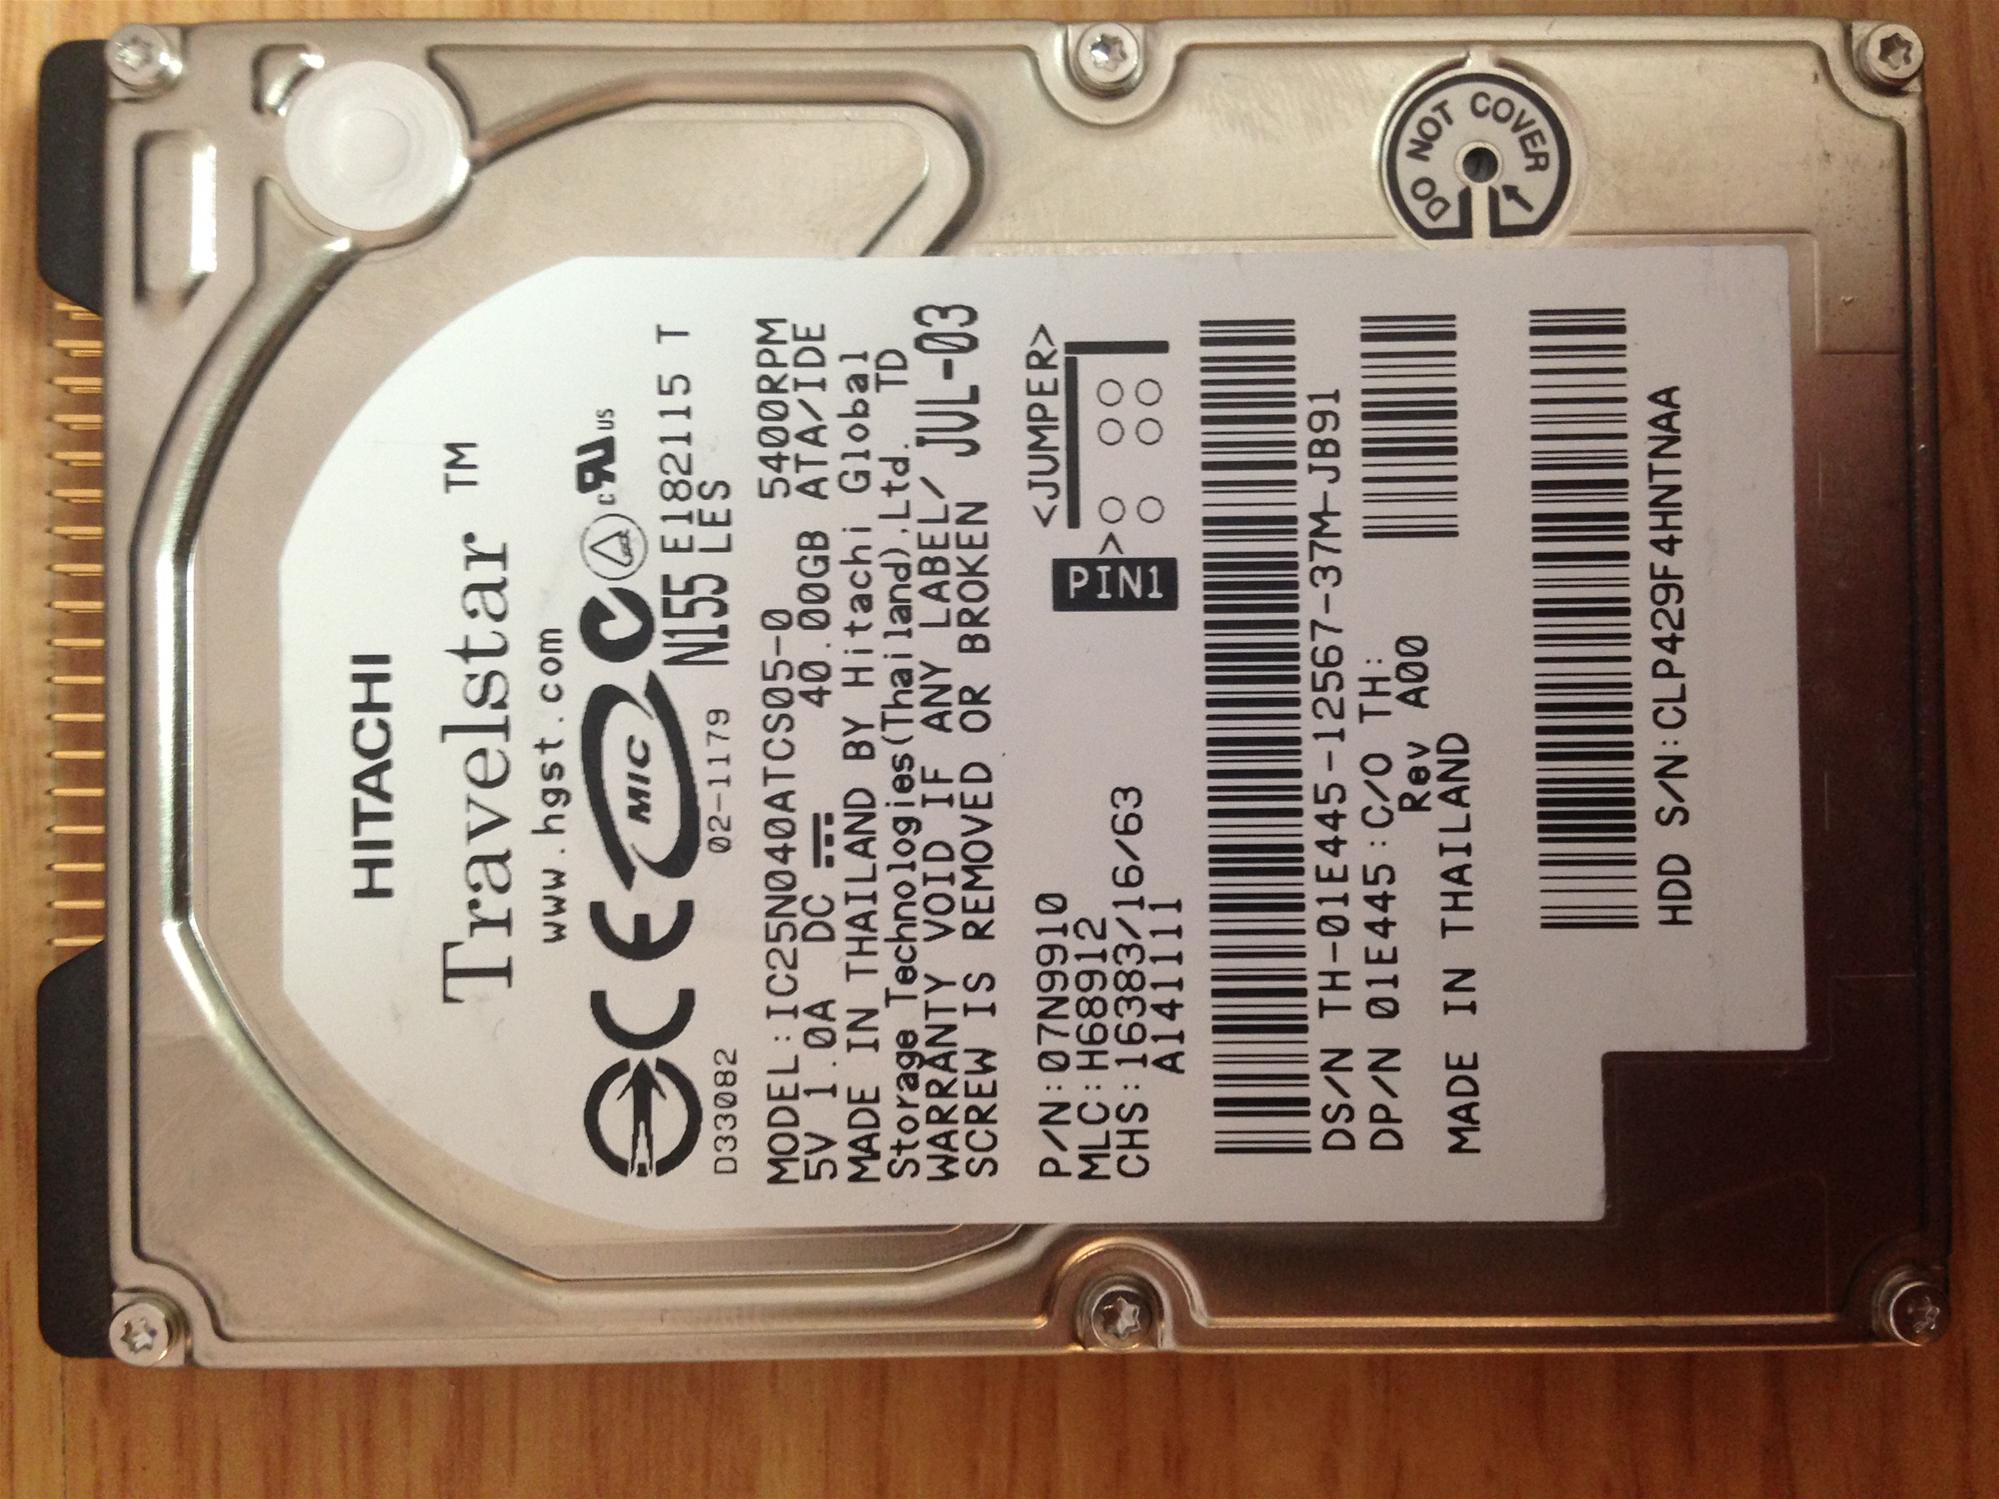 HITACHI
Travelstar ™
www.hgst.com
CE MIC c UL US
D33082 02-1179 N155 E182115 T
LES
MODEL:IC25N040ATCS05-0 5400RPM
5V 1.0A DC 40.00GB ATA/IDE
MADE IN THAILAND BY Hitachi Global
Storage Technologies(Thailand),Ltd. TD
WARRANTY VOID IF ANY LABEL/ JUL-03
SCREW IS REMOVED OR BROKEN
<JUMPER>
PIN1 >
P/N:07N9910
MLC:H68912
CHS:16383/16/63
A141111
DS/N TH-01E445-12567-37M-JB91
DP/N 01E445:C/O TH:
Rev A00
MADE IN THAILAND
HDD S/N:CLP429F4HNTNAA
DO NOT COVER